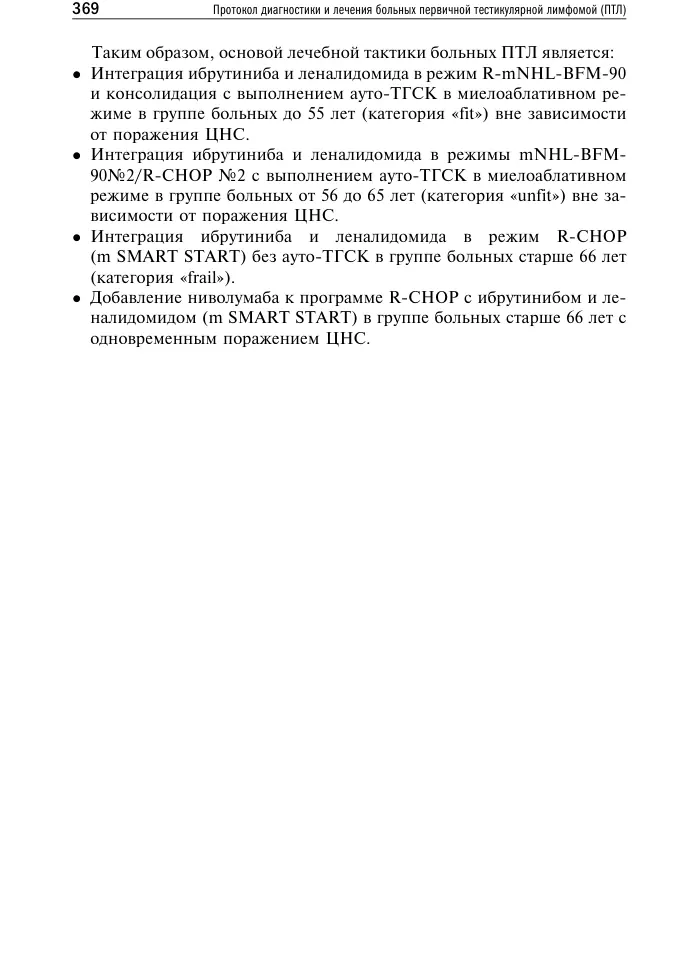 369 Протокол диагностики и лечения больных первичной тестикулярной лимфомой (ПТЛ)
Таким образом, основой лечебной тактики больных ПТЛ является:
● Интеграция ибрутиниба и леналидомида в режим R-mNHL-BFM-90
и консолидация с выполнением ауто-ТГСК в миелоаблативном ре-
жиме в группе больных до 55 лет (категория «fit») вне зависимости
от поражения ЦНС.
● Интеграция ибрутиниба и леналидомида в режимы mNHL-BFM-
90№2/R-CHOP №2 с выполнением ауто-ТГСК в миелоаблативном
режиме в группе больных от 56 до 65 лет (категория «unfit») вне за-
висимости от поражения ЦНС.
● Интеграция ибрутиниба и леналидомида в режим R-CHOP
(m SMART START) без ауто-ТГСК в группе больных старше 66 лет
(категория «frail»).
● Добавление ниволумаба к программе R-CHOP с ибрутинибом и ле-
налидомидом (m SMART START) в группе больных старше 66 лет с
одновременным поражением ЦНС.